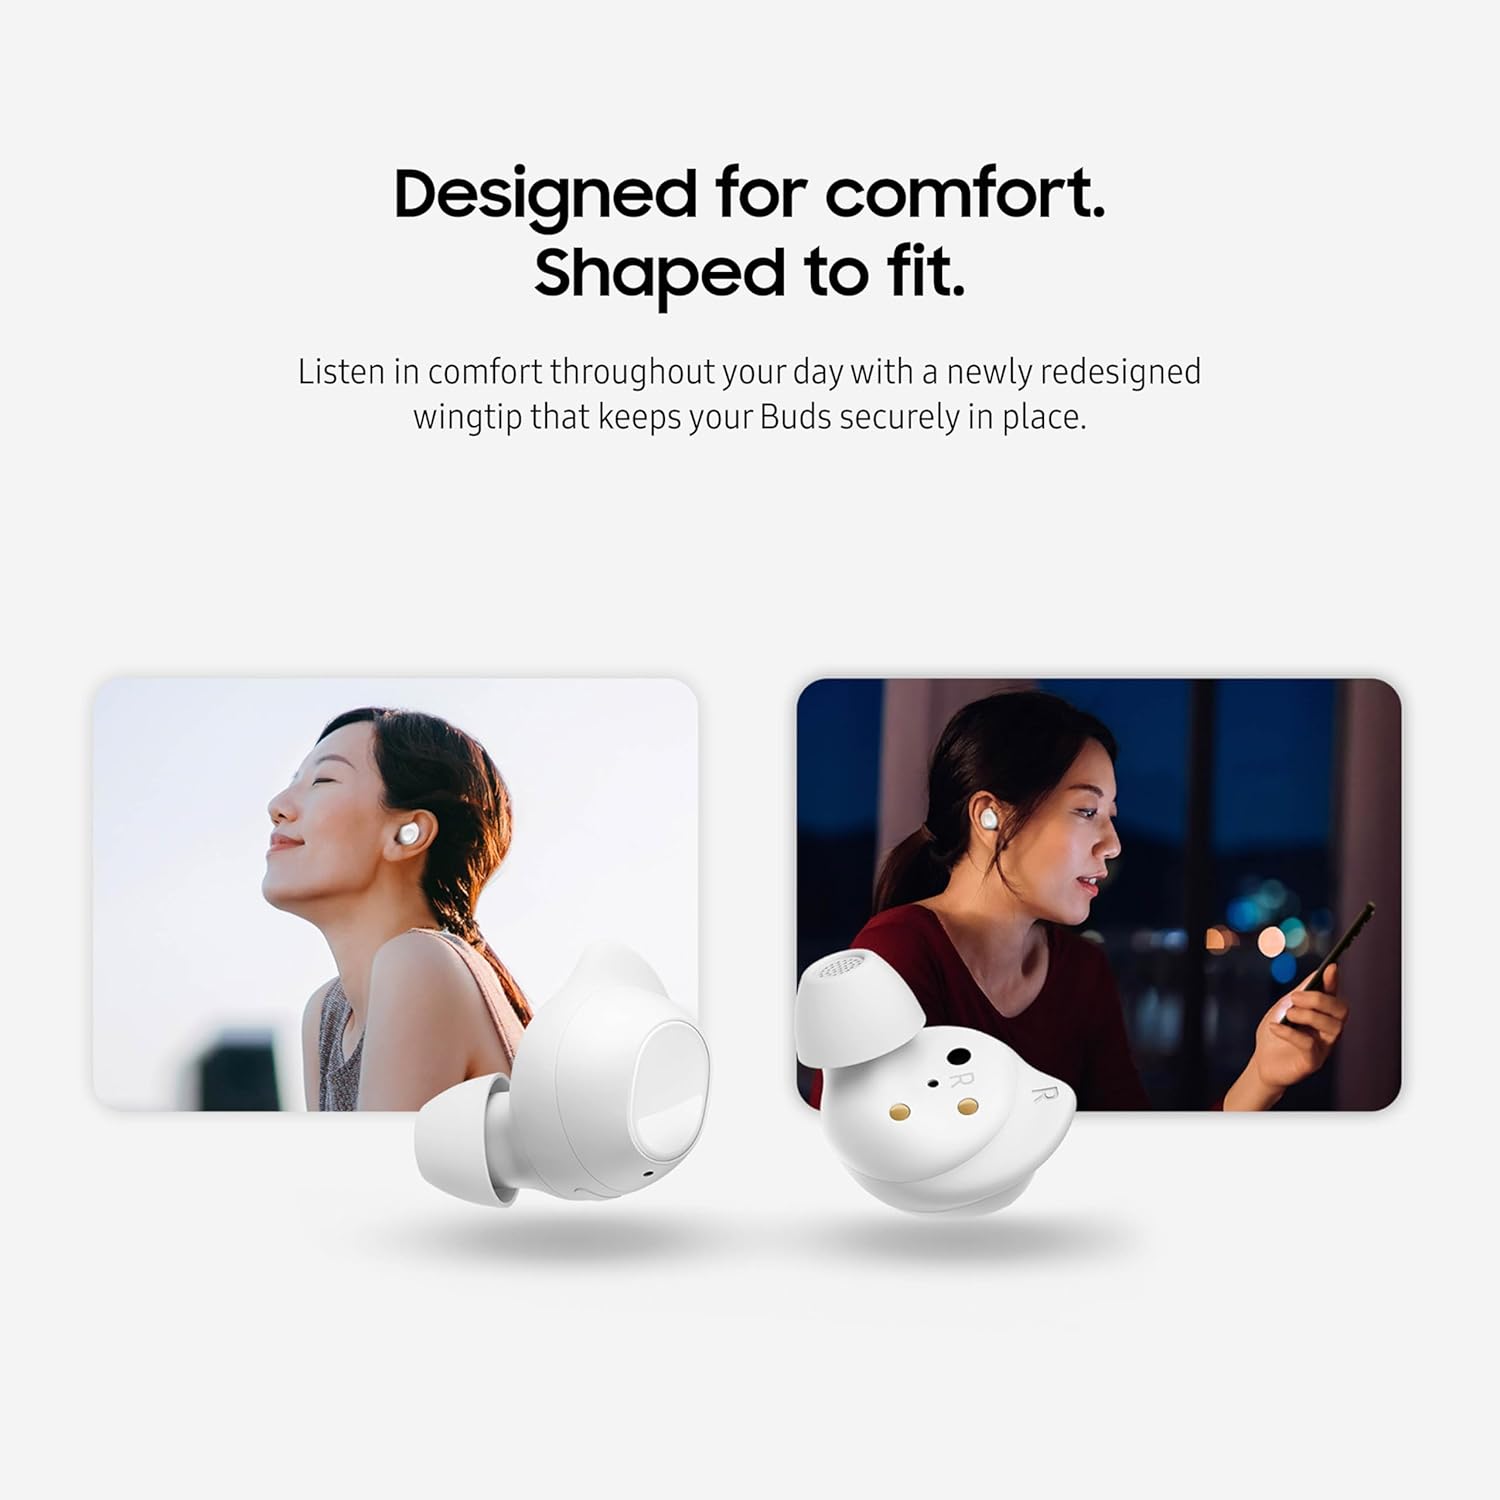 Designed for comfort.
Shaped to fit.
Listen in comfort throughout your day with a newly redesigned
wingtip that keeps your Buds securely in place.
R
R